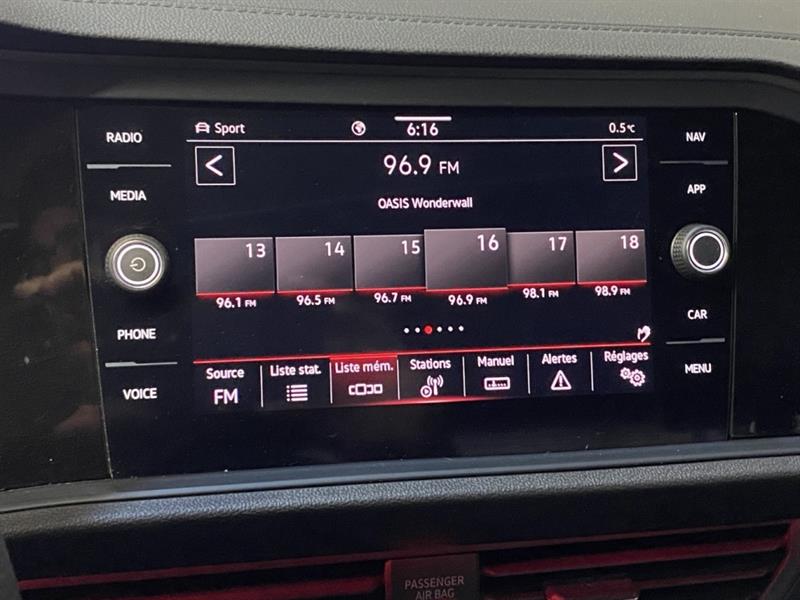 RADIO
MEDIA
PHONE
VOICE
Sport 6:16 0.5°C
< 96.9 FM >
OASIS Wonderwall
13 14 15 16 17 18
96.1 FM 96.5 FM 96.7 FM 96.9 FM 98.1 FM 98.9 FM
Source Liste stat. Liste mém. Stations Manuel Alertes Réglages
FM
NAV
APP
CAR
MENU
PASSENGER
AIR BAG